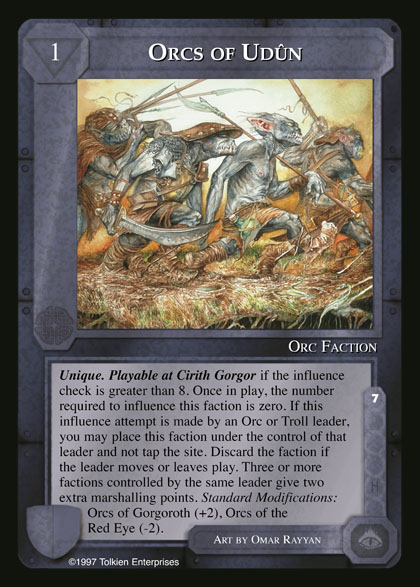 1
ORCS OF UDÛN
ORC FACTION
Unique. Playable at Cirith Gorgor if the influence
check is greater than 8. Once in play, the number
required to influence this faction is zero. If this
influence attempt is made by an Orc or Troll leader,
you may place this faction under the control of that
leader and not tap the site. Discard the faction if
the leader moves or leaves play. Three or more
factions controlled by the same leader give two
extra marshalling points. Standard Modifications:
Orcs of Gorgoroth (+2), Orcs of the
Red Eye (-2).
7
H
ART BY OMAR RAYYAN
©1997 Tolkien Enterprises